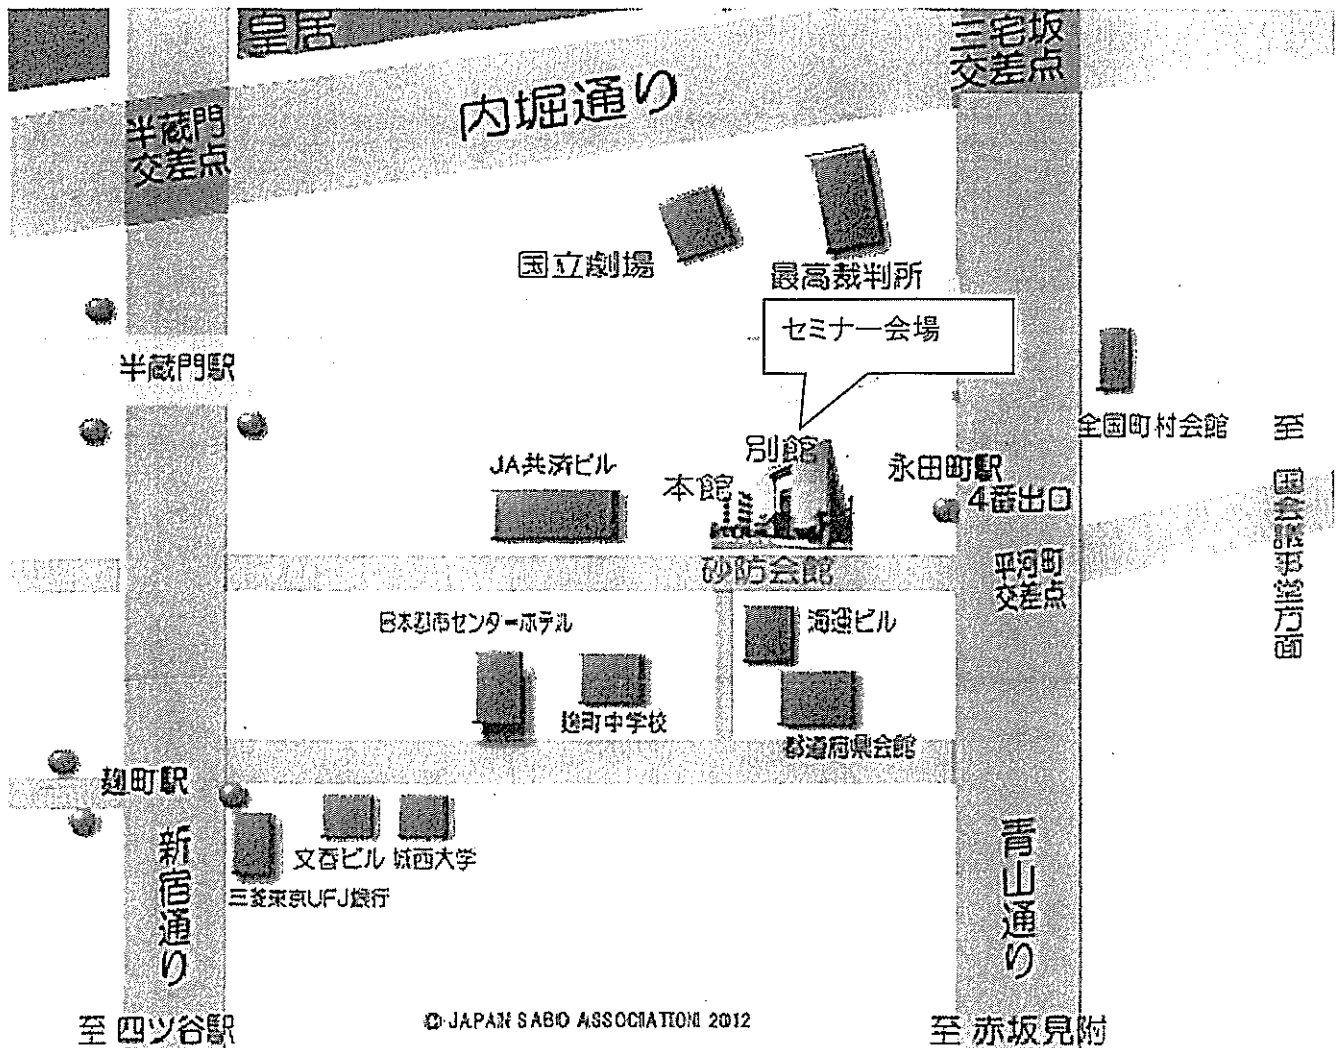 皇居
三宅坂
交差点
内堀通り
半蔵門
交差点
国立劇場
最高裁判所
セミナー会場
半蔵門駅
全国町村会館
至 国会議事堂方面
別館
JA共済ビル
本館
永田町駅
4番出口
砂防会館
平河町
交差点
日本都市センターホテル
海運ビル
麹町中学校
都道府県会館
麹町駅
新宿通り
文春ビル
城西大学
三菱東京UFJ銀行
青山通り
至 四ツ谷駅
© JAPAN SABO ASSOCIATION 2012
至 赤坂見附